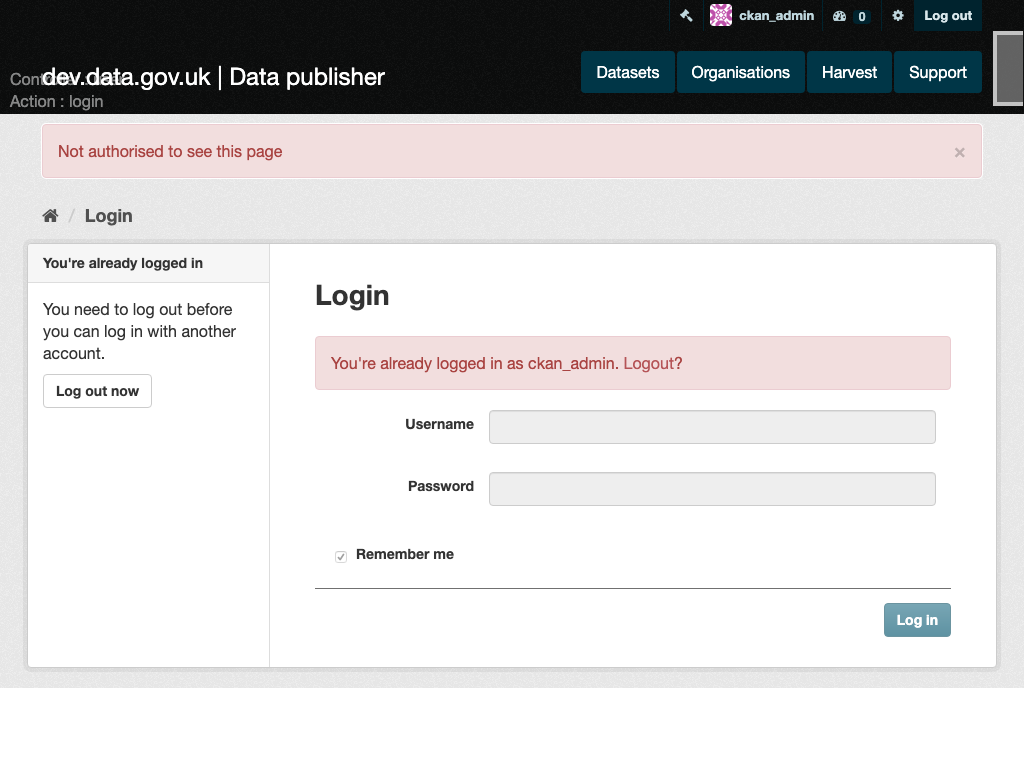 ckan_admin 0 Log out
Controller : user
dev.data.gov.uk | Data publisher
Action : login
Datasets Organisations Harvest Support
Not authorised to see this page ×
/ Login
You're already logged in
You need to log out before
you can log in with another
account.
Log out now
Login
You're already logged in as ckan_admin. Logout?
Username
Password
Remember me
Log in